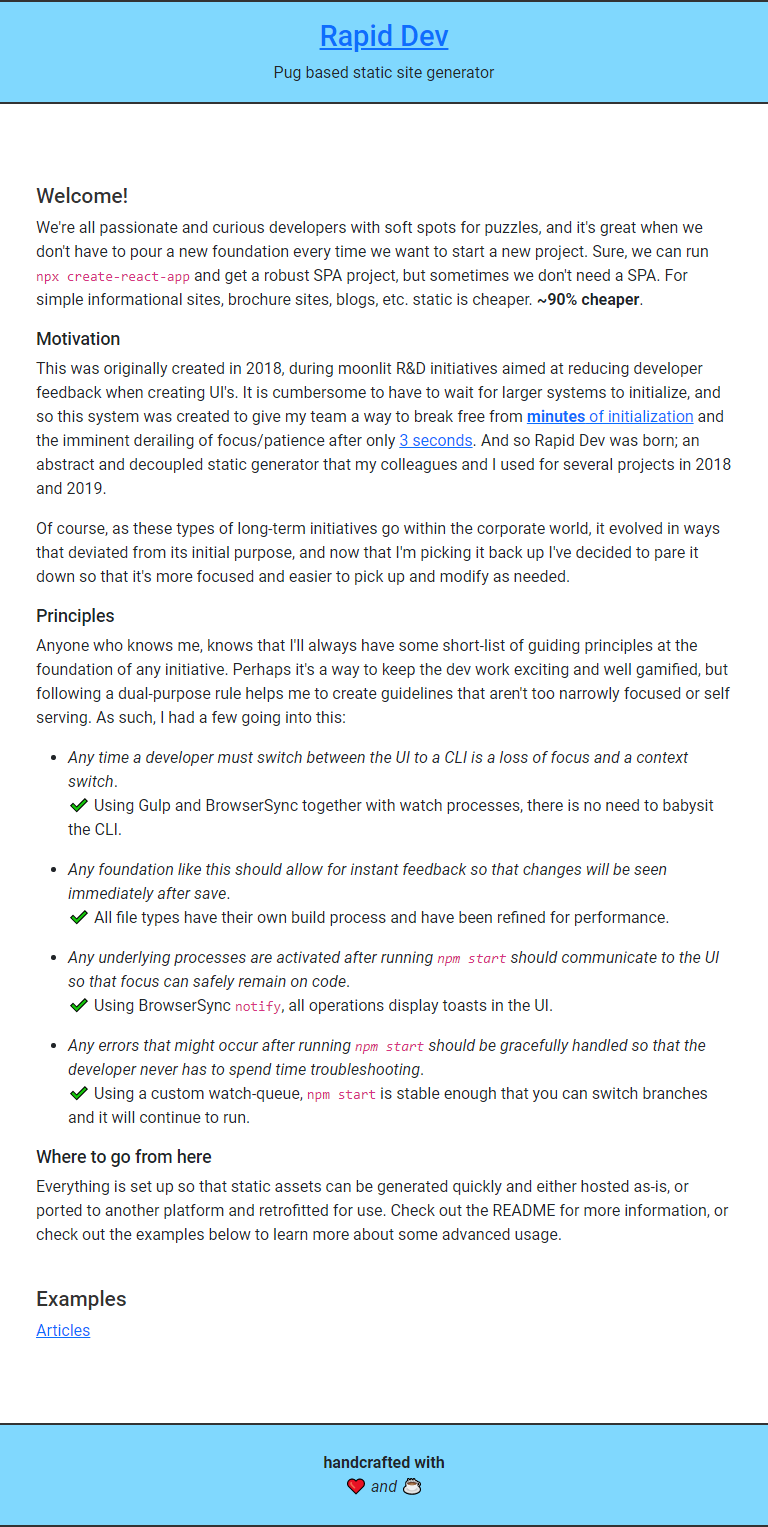 Rapid Dev
Pug based static site generator
Welcome!
We're all passionate and curious developers with soft spots for puzzles, and it's great when we
don't have to pour a new foundation every time we want to start a new project. Sure, we can run
npx create-react-app and get a robust SPA project, but sometimes we don't need a SPA. For
simple informational sites, brochure sites, blogs, etc. static is cheaper. ~90% cheaper.
Motivation
This was originally created in 2018, during moonlit R&D initiatives aimed at reducing developer
feedback when creating UI's. It is cumbersome to have to wait for larger systems to initialize, and
so this system was created to give my team a way to break free from minutes of initialization and
the imminent derailing of focus/patience after only 3 seconds. And so Rapid Dev was born; an
abstract and decoupled static generator that my colleagues and I used for several projects in 2018
and 2019.
Of course, as these types of long-term initiatives go within the corporate world, it evolved in ways
that deviated from its initial purpose, and now that I'm picking it back up I've decided to pare it
down so that it's more focused and easier to pick up and modify as needed.
Principles
Anyone who knows me, knows that I'll always have some short-list of guiding principles at the
foundation of any initiative. Perhaps it's a way to keep the dev work exciting and well gamified, but
following a dual-purpose rule helps me to create guidelines that aren't too narrowly focused or self
serving. As such, I had a few going into this:
• Any time a developer must switch between the UI to a CLI is a loss of focus and a context
switch.
✔ Using Gulp and BrowserSync together with watch processes, there is no need to babysit
the CLI.
• Any foundation like this should allow for instant feedback so that changes will be seen
immediately after save.
✔ All file types have their own build process and have been refined for performance.
• Any underlying processes are activated after running npm start should communicate to the UI
so that focus can safely remain on code.
✔ Using BrowserSync notify, all operations display toasts in the UI.
• Any errors that might occur after running npm start should be gracefully handled so that the
developer never has to spend time troubleshooting.
✔ Using a custom watch-queue, npm start is stable enough that you can switch branches
and it will continue to run.
Where to go from here
Everything is set up so that static assets can be generated quickly and either hosted as-is, or
ported to another platform and retrofitted for use. Check out the README for more information, or
check out the examples below to learn more about some advanced usage.
Examples
Articles
handcrafted with
❤ and ☕